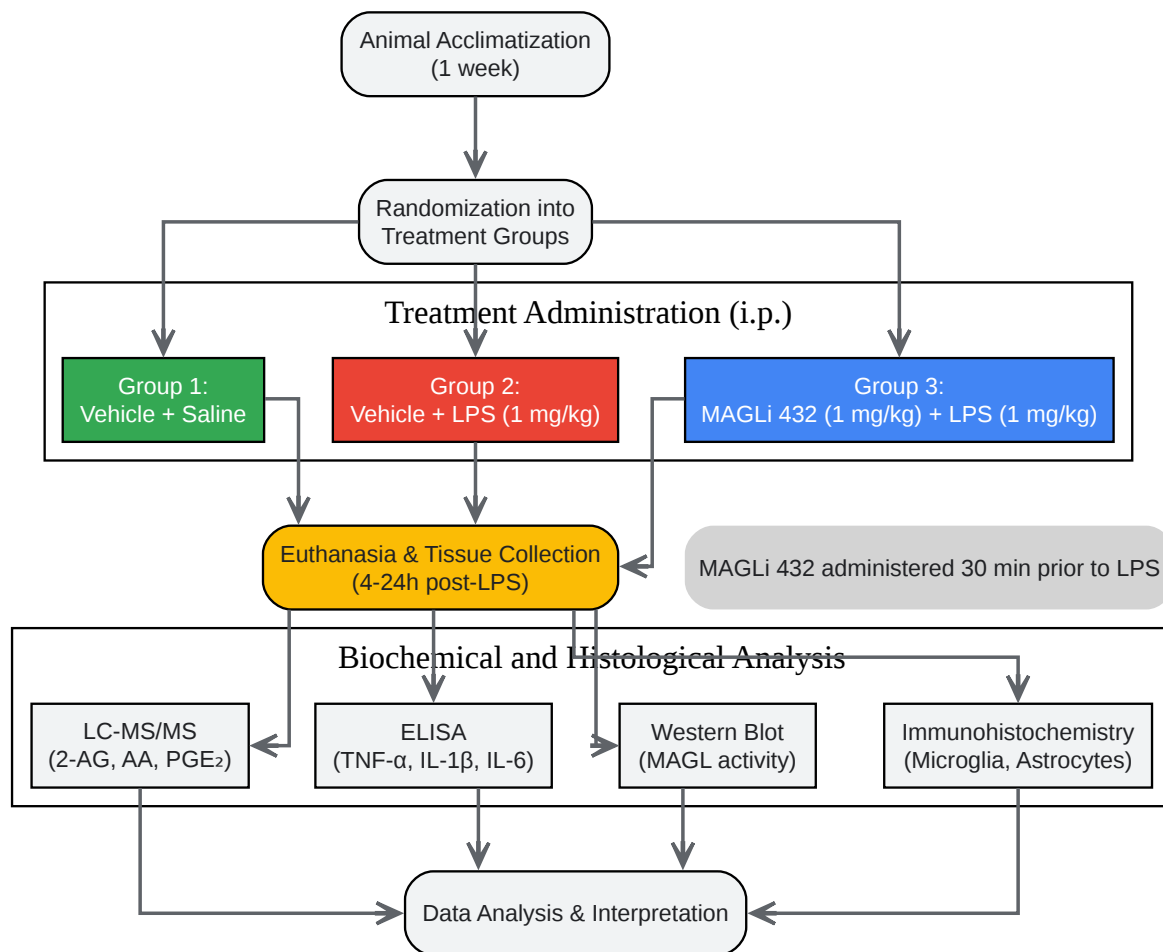 Animal Acclimatization
(1 week)
Randomization into
Treatment Groups
Treatment Administration (i.p.)
Group 1:
Vehicle + Saline
Group 2:
Vehicle + LPS (1 mg/kg)
Group 3:
MAGLi 432 (1 mg/kg) + LPS (1 mg/kg)
Euthanasia & Tissue Collection
(4-24h post-LPS)
MAGLi 432 administered 30 min prior to LPS
Biochemical and Histological Analysis
LC-MS/MS
(2-AG, AA, PGE₂)
ELISA
(TNF-α, IL-1β, IL-6)
Western Blot
(MAGL activity)
Immunohistochemistry
(Microglia, Astrocytes)
Data Analysis & Interpretation